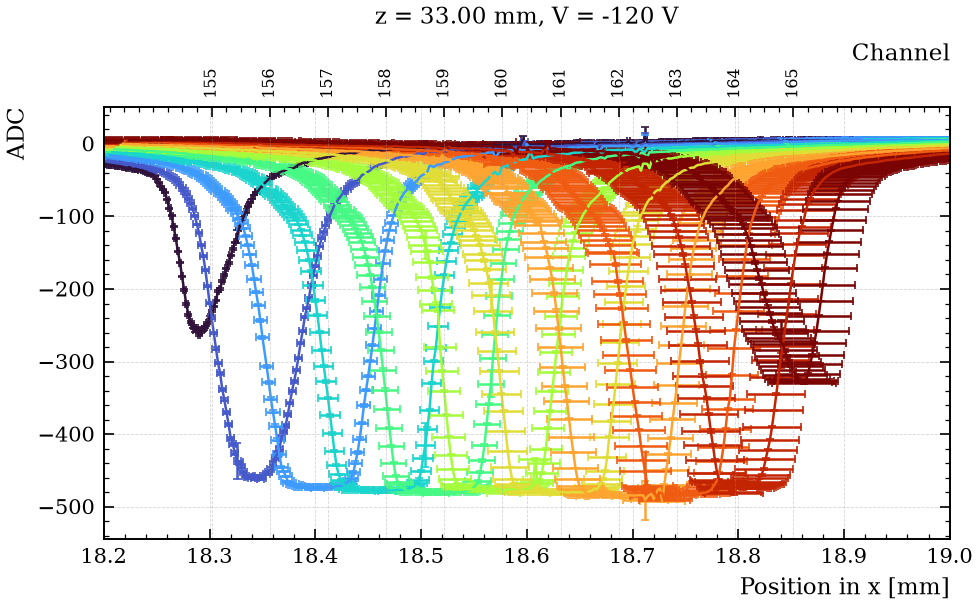 z = 33.00 mm, V = -120 V
Channel
155 156 157 158 159 160 161 162 163 164 165
ADC
0
−100
−200
−300
−400
−500
18.2 18.3 18.4 18.5 18.6 18.7 18.8 18.9 19.0
Position in x [mm]